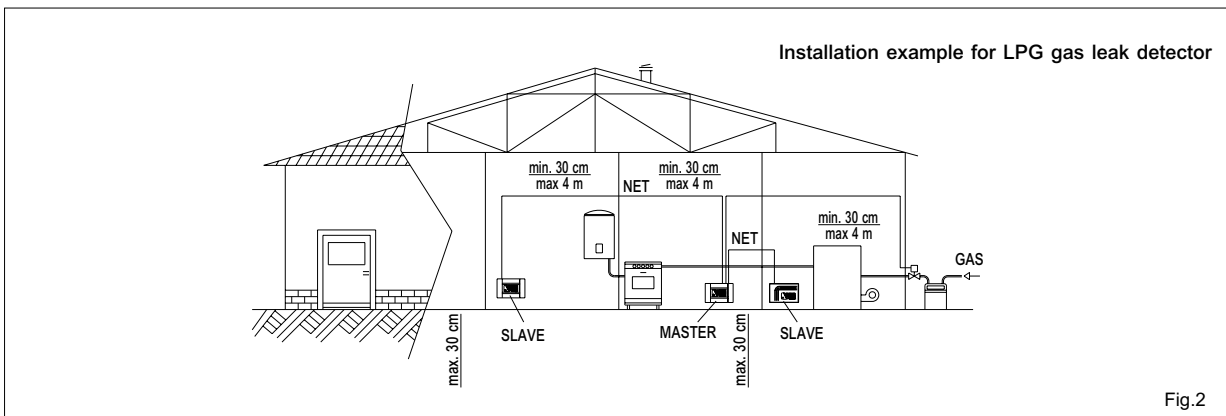 Installation example for LPG gas leak detector
min. 30 cm
max 4 m
NET
min. 30 cm
max 4 m
min. 30 cm
max 4 m
NET
GAS
SLAVE
MASTER
SLAVE
max. 30 cm
max. 30 cm
Fig.2